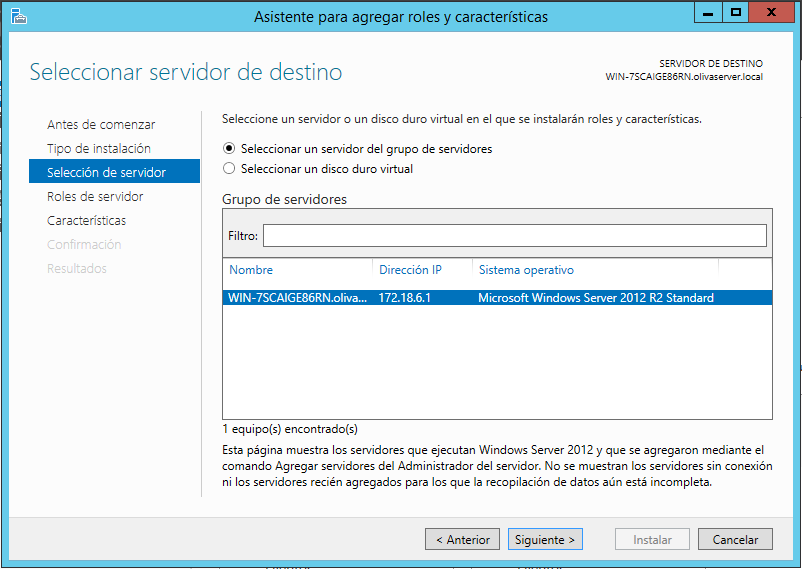 Asistente para agregar roles y características
Seleccionar servidor de destino
SERVIDOR DE DESTINO
WIN-7SCAIGE86RN.olivaserver.local
Antes de comenzar
Tipo de instalación
Selección de servidor
Roles de servidor
Características
Confirmación
Resultados
Seleccione un servidor o un disco duro virtual en el que se instalarán roles y características.
Seleccionar un servidor del grupo de servidores
Seleccionar un disco duro virtual
Grupo de servidores
Filtro:
Nombre Dirección IP Sistema operativo
WIN-7SCAIGE86RN.oliva... 172.18.6.1 Microsoft Windows Server 2012 R2 Standard
1 equipo(s) encontrado(s)
Esta página muestra los servidores que ejecutan Windows Server 2012 y que se agregaron mediante el
comando Agregar servidores del Administrador del servidor. No se muestran los servidores sin conexión
ni los servidores recién agregados para los que la recopilación de datos aún está incompleta.
< Anterior Siguiente > Instalar Cancelar